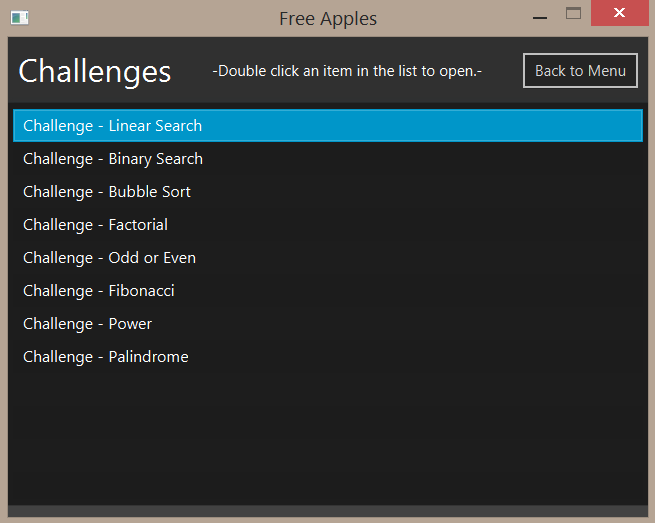 Free Apples
Challenges
-Double click an item in the list to open.-
Back to Menu
Challenge - Linear Search
Challenge - Binary Search
Challenge - Bubble Sort
Challenge - Factorial
Challenge - Odd or Even
Challenge - Fibonacci
Challenge - Power
Challenge - Palindrome